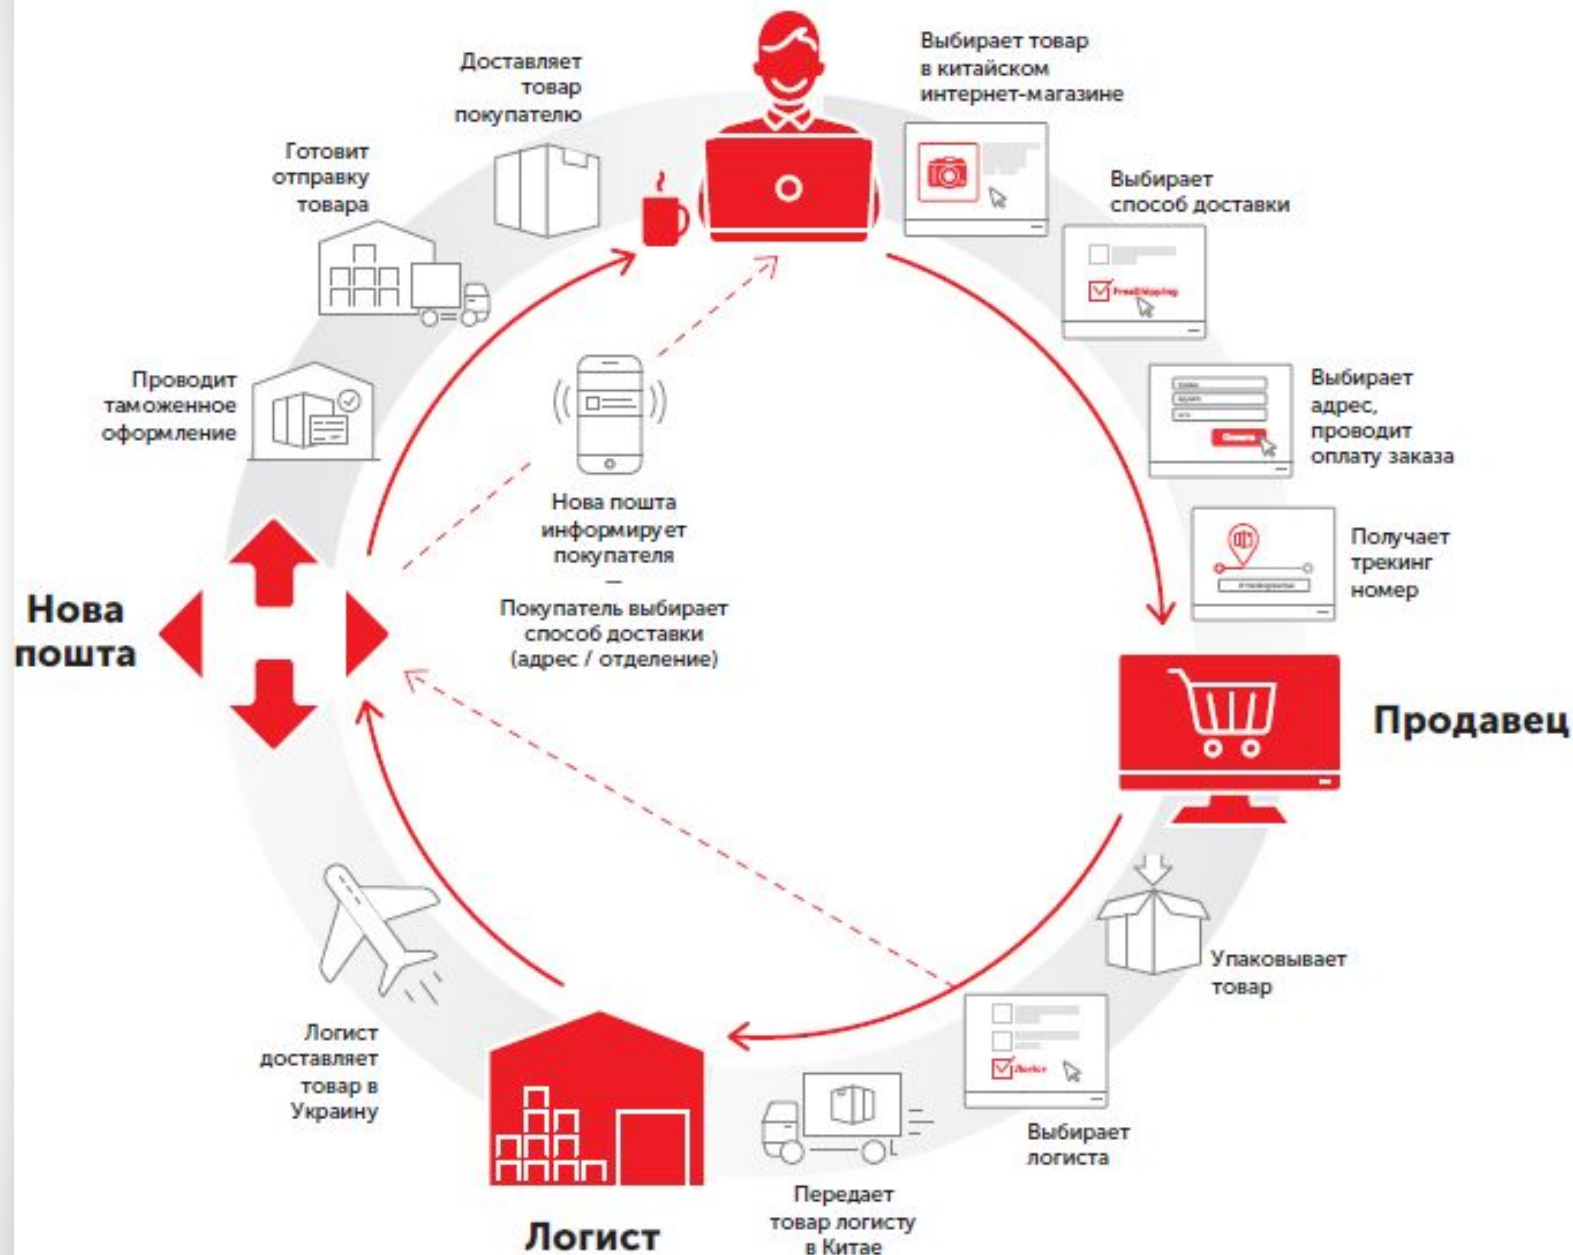 Выбирает товар
в китайском
интернет-магазине
Выбирает
способ доставки
FreeShipping
Выбирает
адрес,
проводит
оплату заказа
Получает
трекинг
номер
Продавец
Упаковывает
товар
Выбирает
логиста
Передает
товар логисту
в Китае
Логист
Логист
доставляет
товар в
Украину
Нова
пошта
Проводит
таможенное
оформление
Готовит
отправку
товара
Доставляет
товар
покупателю
Нова пошта
информирует
покупателя
—
Покупатель выбирает
способ доставки
(адрес / отделение)